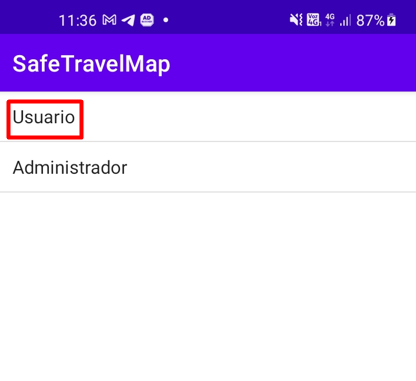 11:36 87%
SafeTravelMap
Usuario
Administrador